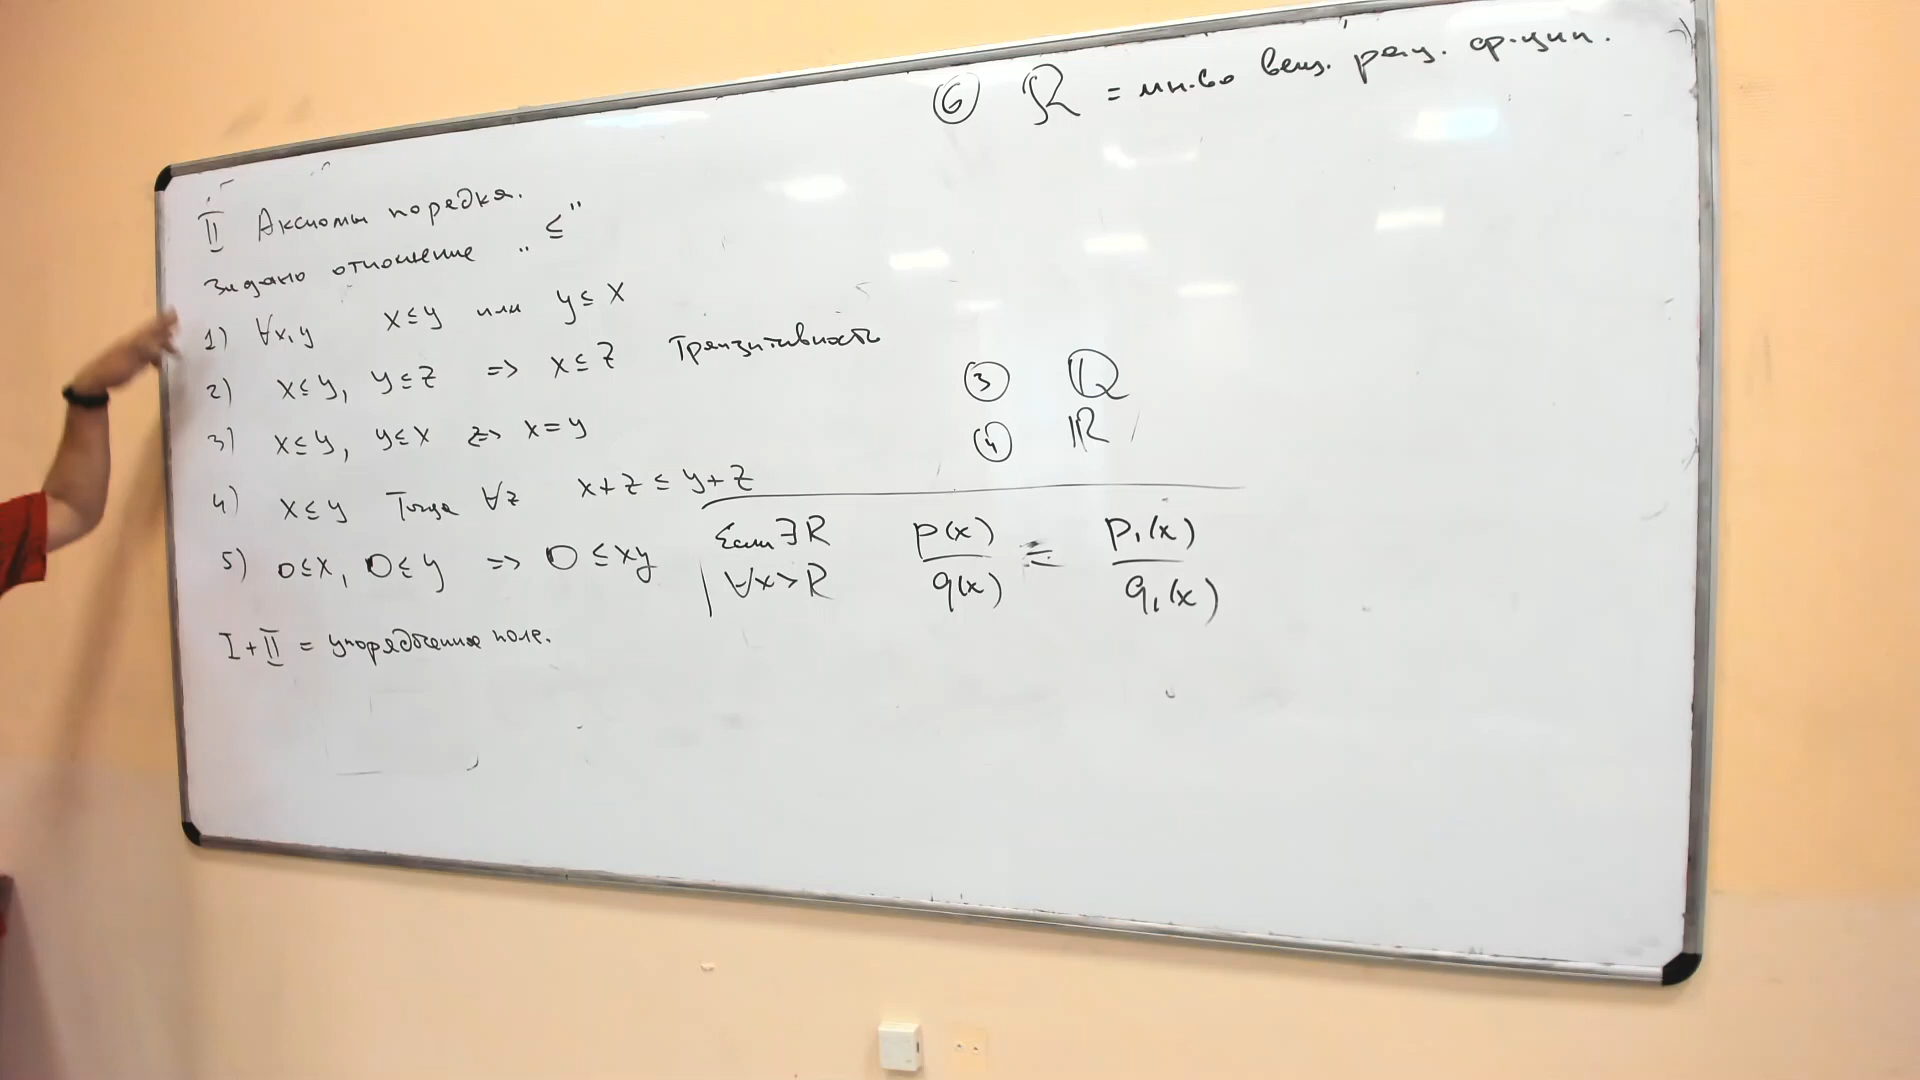 ⑥ ℛ = мн-во вещ. рац. ф-ции.
II Аксиомы порядка.
Задано отношение „≤"
1) ∀x,y x≤y или y≤x
2) x≤y, y≤z => x≤z Транзитивность
3) x≤y, y≤x => x=y
4) x≤y Тогда ∀z x+z ≤ y+z
5) 0≤x, 0≤y => 0≤xy
I+II = упорядоченное поле.
③ ℚ
④ ℝ
Если ∃R
∀x>R
p(x)/q(x) ≤ p₁(x)/q₁(x)